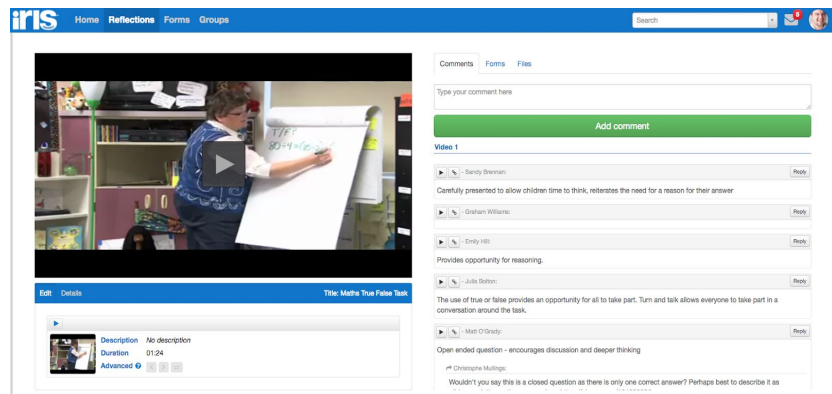 iris Home Reflections Forms Groups Search 8
Comments Forms Files
Type your comment here
Add comment
Video 1
- Sandy Brennan: Reply
Carefully presented to allow children time to think, reiterates the need for a reason for their answer
- Graham Williams: Reply
- Emily Hill: Reply
Provides opportunity for reasoning.
- Julia Bolton: Reply
The use of true or false provides an opportunity for all to take part. Turn and talk allows everyone to take part in a
conversation around the task.
- Matt O'Grady: Reply
Open ended question - encourages discussion and deeper thinking
Christophe Mullings:
Wouldn't you say this is a closed question as there is only one correct answer? Perhaps best to describe it as
T/F?
Edit Details Title: Maths True False Task
Description No description
Duration 01:24
Advanced ?